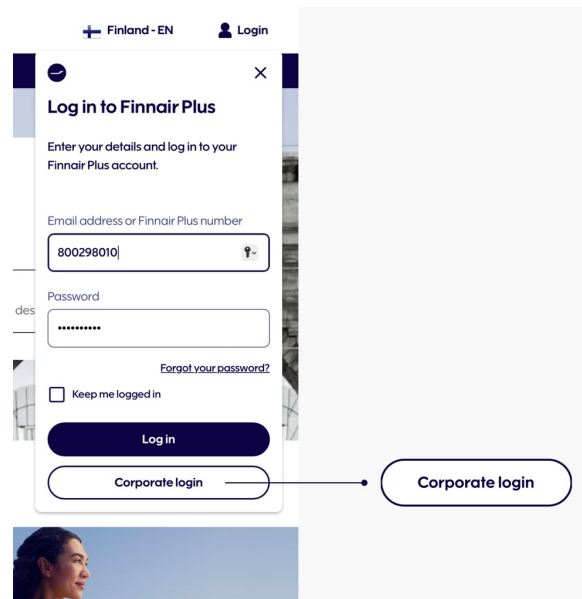 Finland - EN
Login
Log in to Finnair Plus
Enter your details and log in to your
Finnair Plus account.
Email address or Finnair Plus number
800298010
des
Password
••••••••••
Forgot your password?
Keep me logged in
Log in
Corporate login
Corporate login